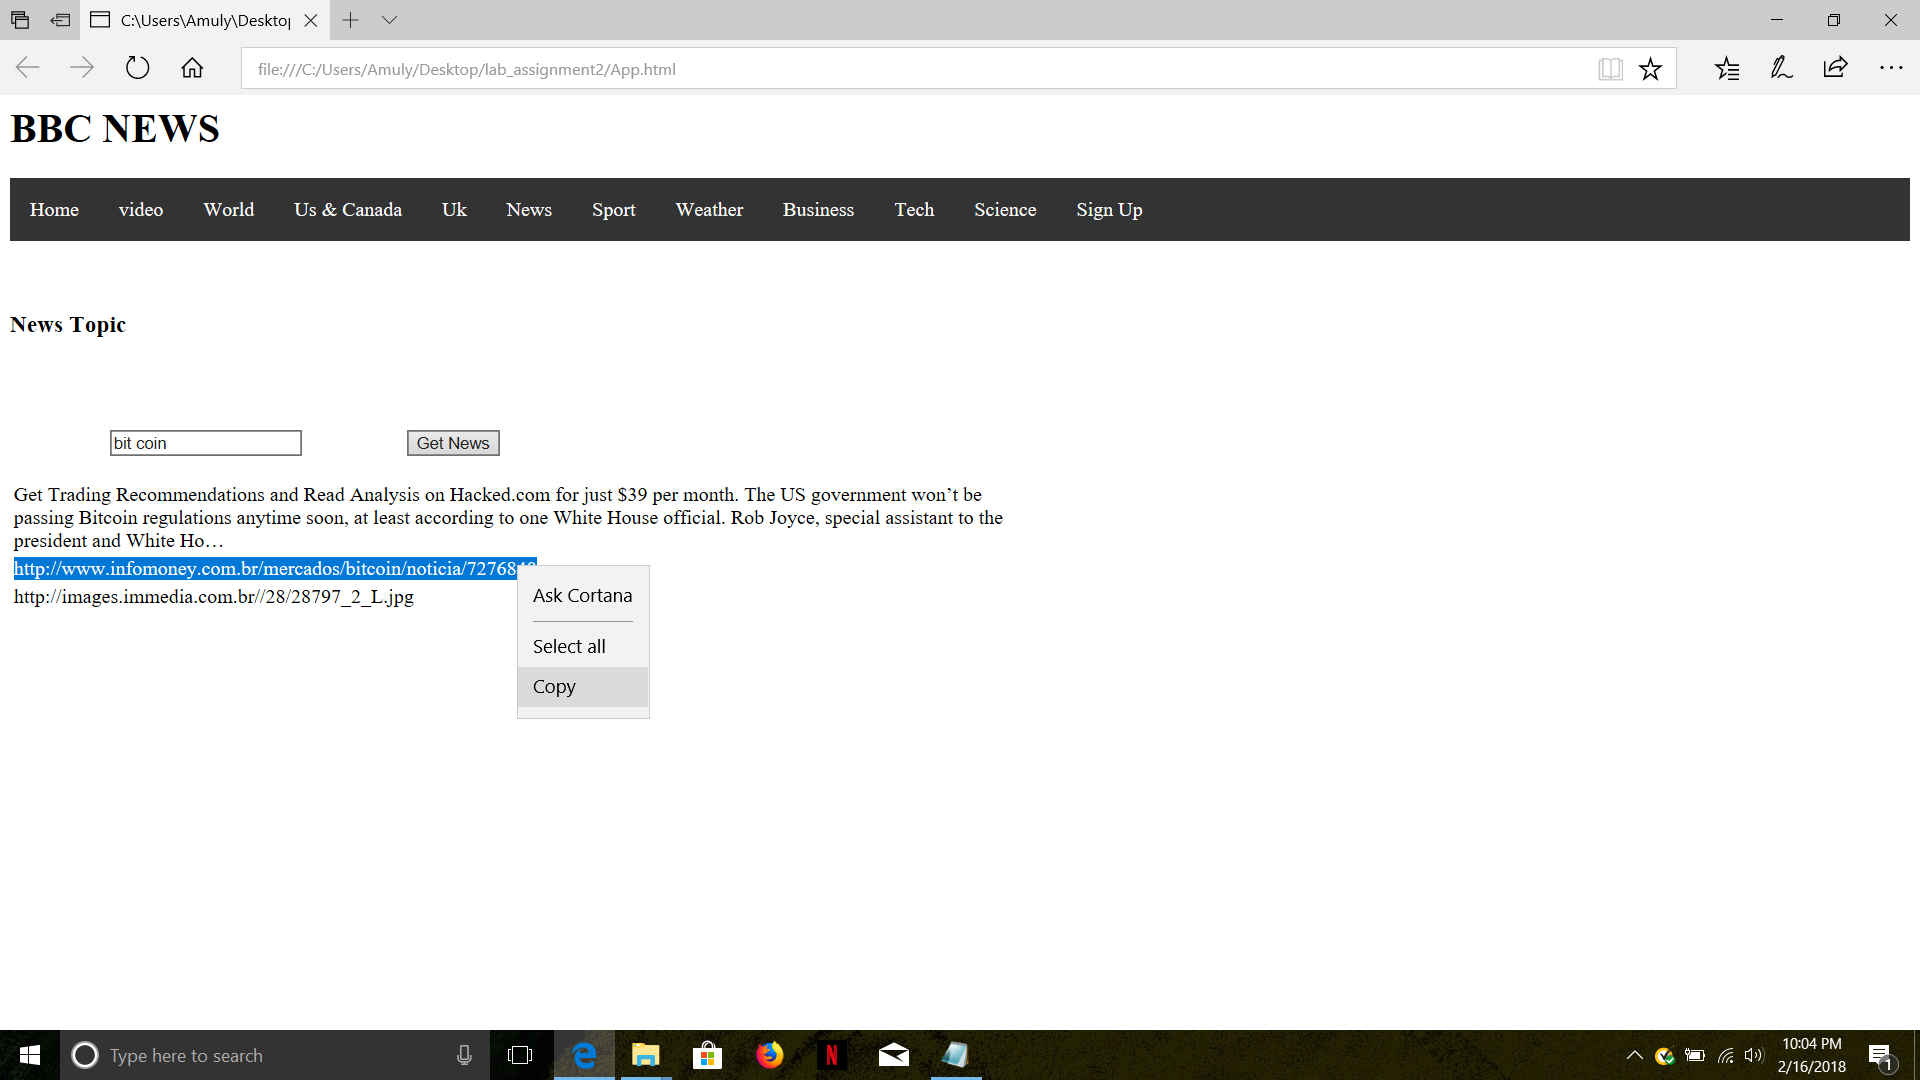 C:\Users\Amuly\Desktop
file:///C:/Users/Amuly/Desktop/lab_assignment2/App.html
BBC NEWS
Home video World Us & Canada Uk News Sport Weather Business Tech Science Sign Up
News Topic
bit coin Get News
Get Trading Recommendations and Read Analysis on Hacked.com for just $39 per month. The US government won’t be
passing Bitcoin regulations anytime soon, at least according to one White House official. Rob Joyce, special assistant to the
president and White Ho…
http://www.infomoney.com.br/mercados/bitcoin/noticia/7276840
http://images.immedia.com.br//28/28797_2_L.jpg
Ask Cortana
Select all
Copy
Type here to search
10:04 PM
2/16/2018
1